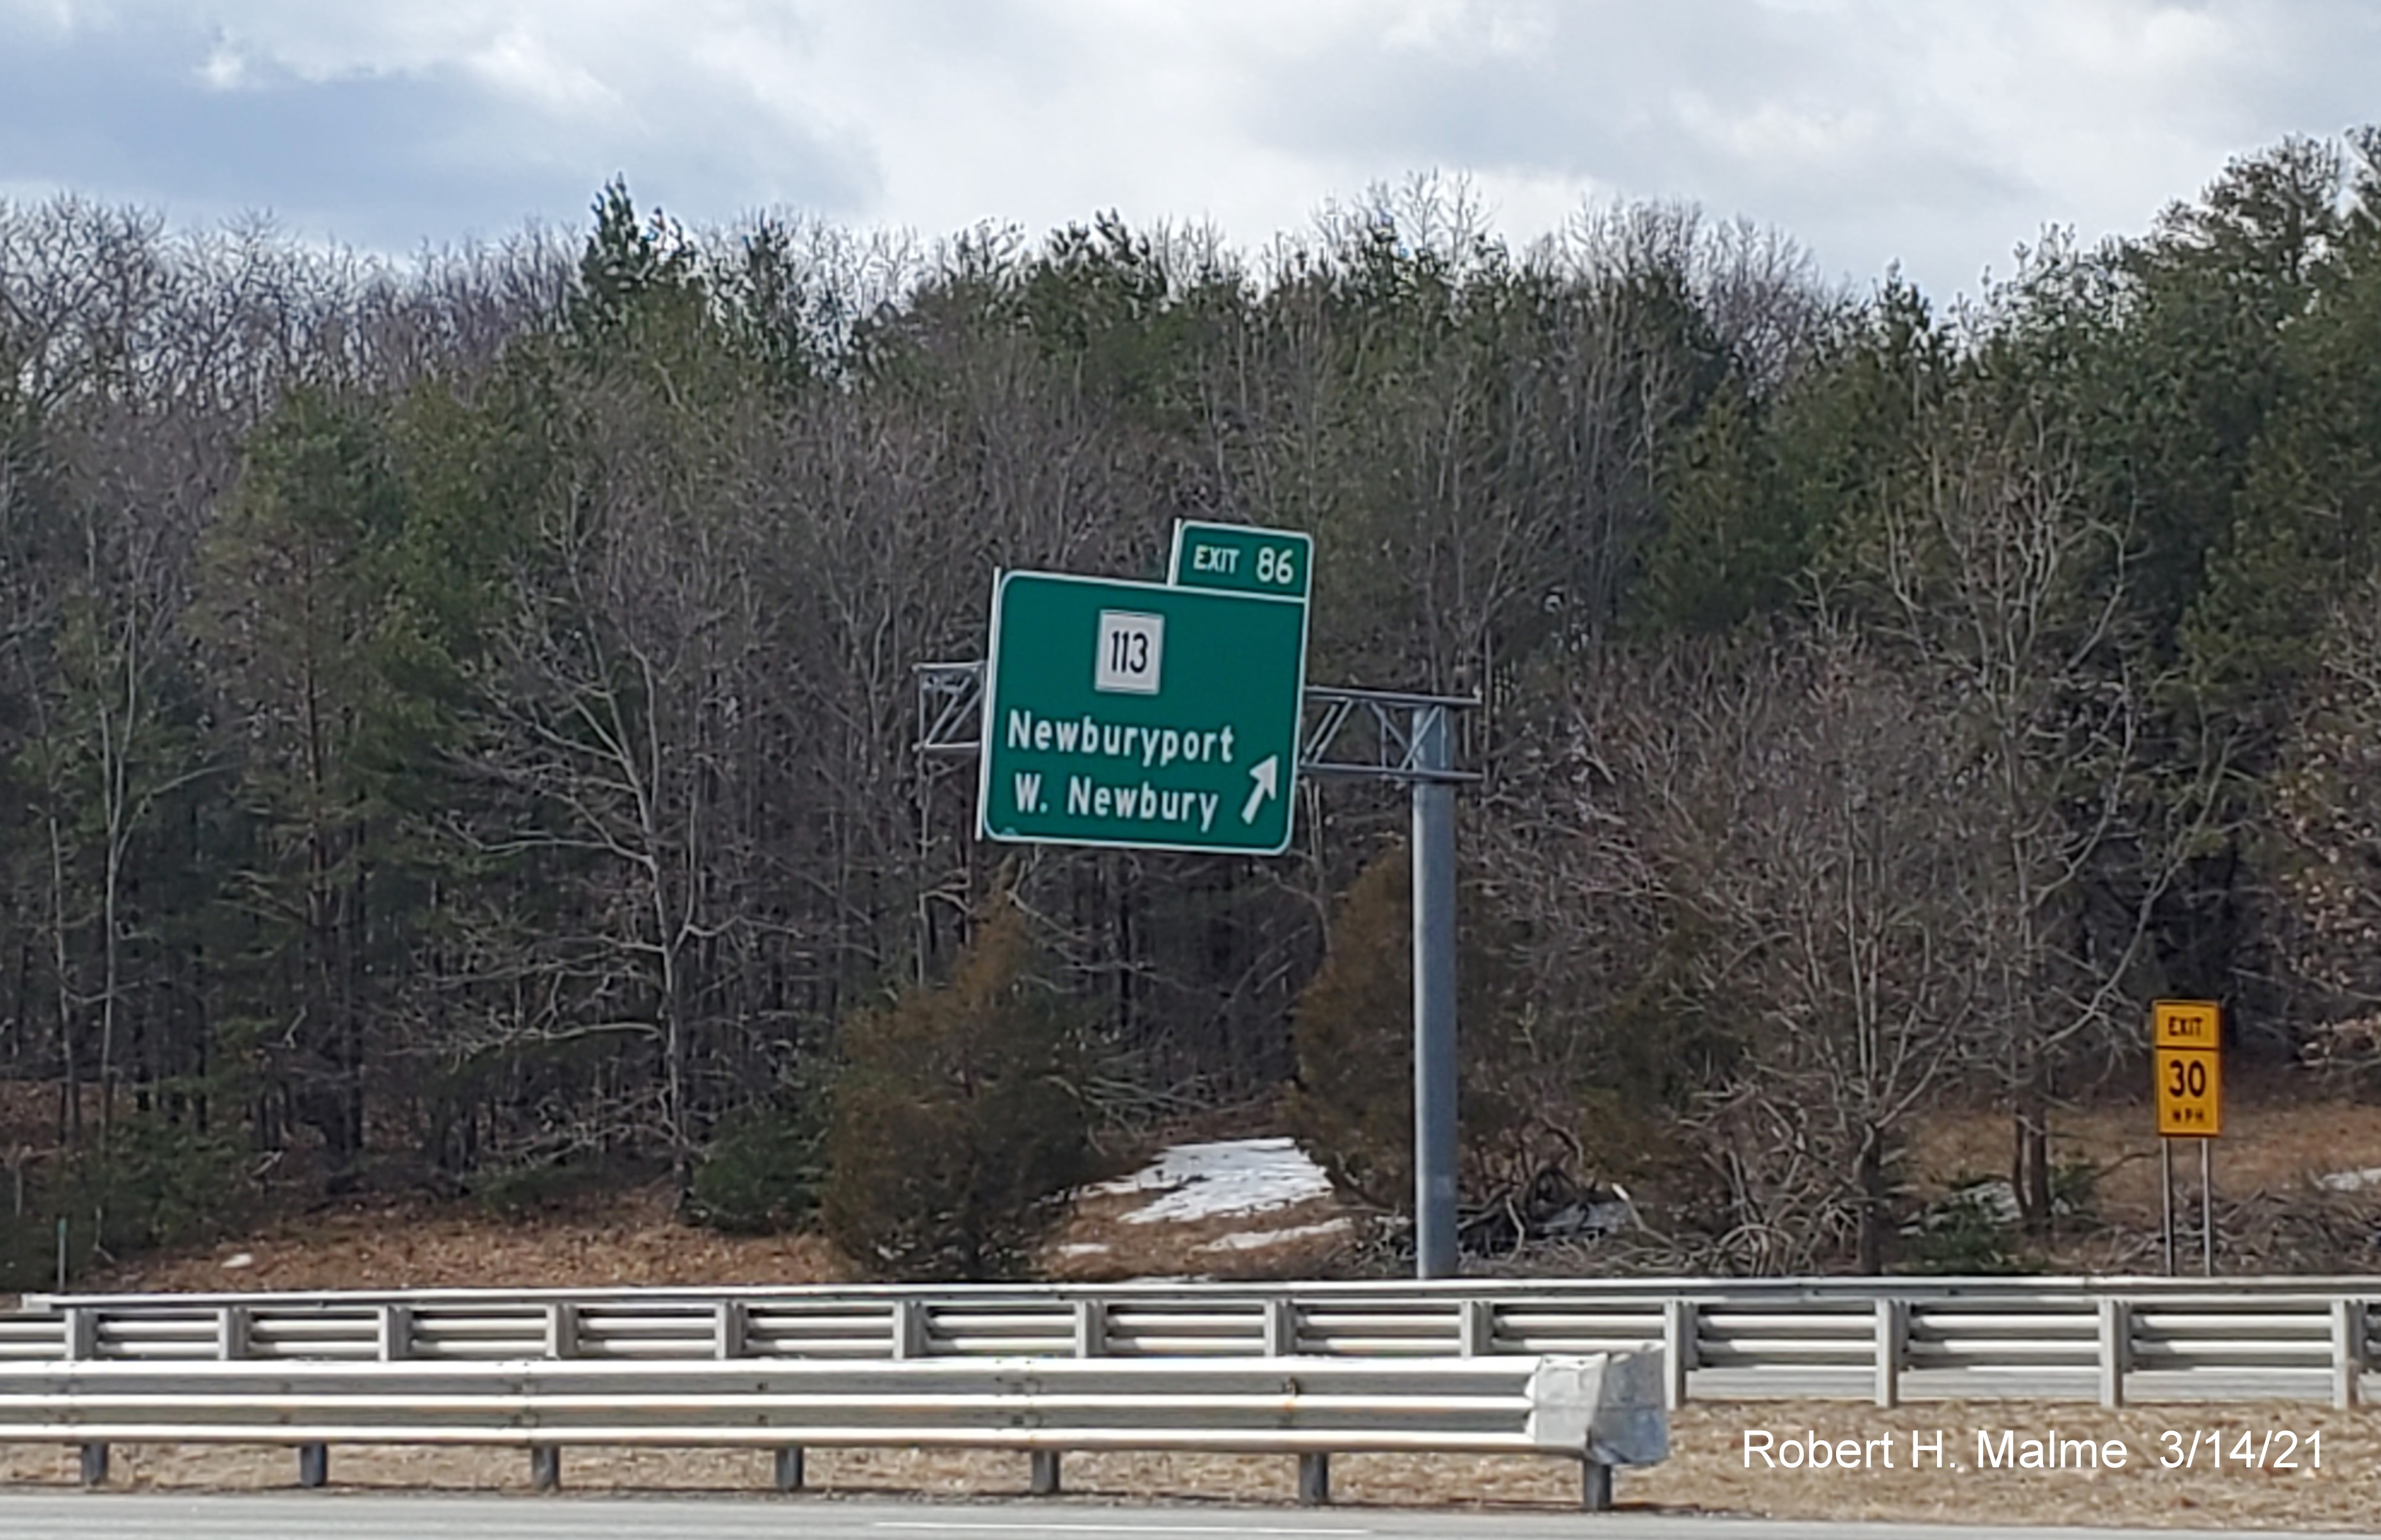 EXIT 86
113
Newburyport
W. Newbury
EXIT
30
MPH
Robert H. Malme 3/14/21